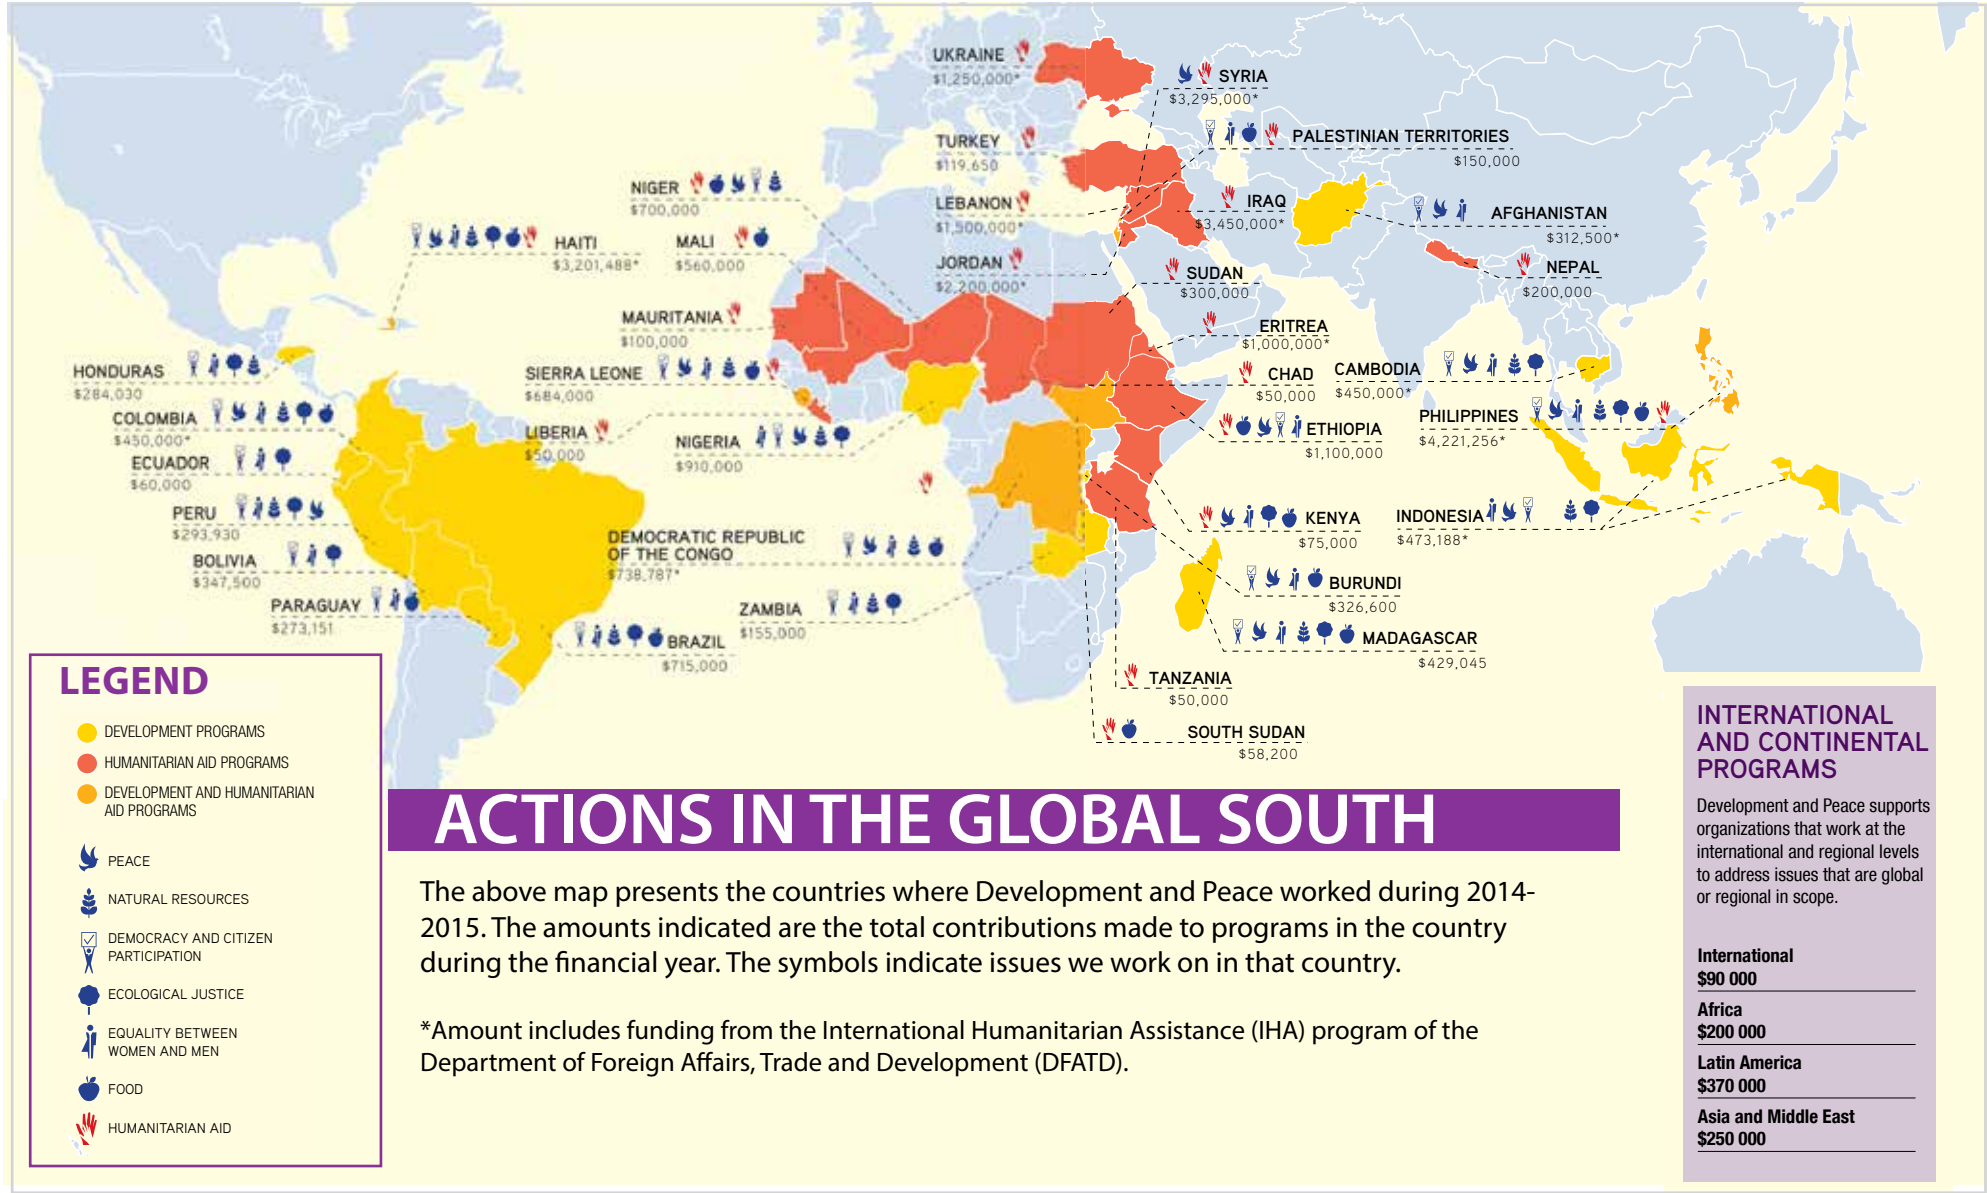 UKRAINE
$1,250,000*
SYRIA
$3,295,000*
TURKEY
$119,650
PALESTINIAN TERRITORIES
$150,000
NIGER
$700,000
LEBANON
$1,500,000*
IRAQ
$3,450,000*
AFGHANISTAN
$312,500*
HAITI
$3,201,488*
MALI
$560,000
JORDAN
$2,200,000*
SUDAN
$300,000
NEPAL
$200,000
MAURITANIA
$100,000
ERITREA
$1,000,000*
HONDURAS
$284,030
SIERRA LEONE
$684,000
CHAD
$50,000
CAMBODIA
$450,000*
COLOMBIA
$450,000*
LIBERIA
$50,000
NIGERIA
$910,000
ETHIOPIA
$1,100,000
PHILIPPINES
$4,221,256*
ECUADOR
$60,000
PERU
$293,930
KENYA
$75,000
INDONESIA
$473,188*
BOLIVIA
$347,500
DEMOCRATIC REPUBLIC
OF THE CONGO
$738,787*
BURUNDI
$326,600
PARAGUAY
$273,151
ZAMBIA
$155,000
BRAZIL
$715,000
MADAGASCAR
$429,045
TANZANIA
$50,000
SOUTH SUDAN
$58,200
LEGEND
DEVELOPMENT PROGRAMS
HUMANITARIAN AID PROGRAMS
DEVELOPMENT AND HUMANITARIAN
AID PROGRAMS
PEACE
NATURAL RESOURCES
DEMOCRACY AND CITIZEN
PARTICIPATION
ECOLOGICAL JUSTICE
EQUALITY BETWEEN
WOMEN AND MEN
FOOD
HUMANITARIAN AID
ACTIONS IN THE GLOBAL SOUTH
The above map presents the countries where Development and Peace worked during 2014-
2015. The amounts indicated are the total contributions made to programs in the country
during the financial year. The symbols indicate issues we work on in that country.
*Amount includes funding from the International Humanitarian Assistance (IHA) program of the
Department of Foreign Affairs, Trade and Development (DFATD).
INTERNATIONAL
AND CONTINENTAL
PROGRAMS
Development and Peace supports
organizations that work at the
international and regional levels
to address issues that are global
or regional in scope.
International
$90 000
Africa
$200 000
Latin America
$370 000
Asia and Middle East
$250 000